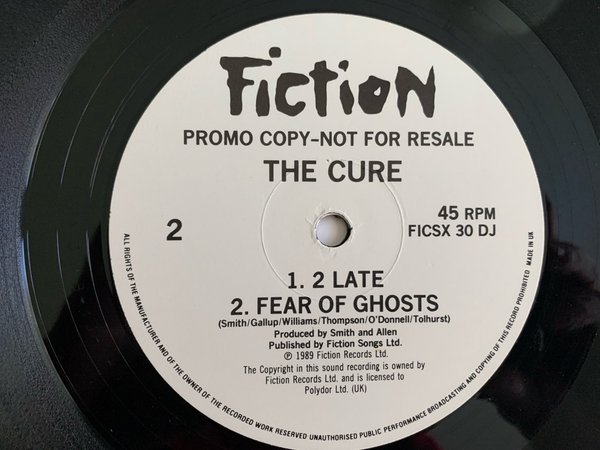 Fiction
PROMO COPY-NOT FOR RESALE
THE CURE
2
45 RPM
FICSX 30 DJ
1. 2 LATE
2. FEAR OF GHOSTS
(Smith/Gallup/Williams/Thompson/O'Donnell/Tolhurst)
Produced by Smith and Allen
Published by Fiction Songs Ltd.
℗ 1989 Fiction Records Ltd.
The Copyright in this sound recording is owned by
Fiction Records Ltd. and is licensed to
Polydor Ltd. (UK)
ALL RIGHTS OF THE MANUFACTURER AND OF THE OWNER OF THE RECORDED WORK RESERVED UNAUTHORISED PUBLIC PERFORMANCE BROADCASTING AND COPYING OF THIS RECORD PROHIBITED MADE IN UK